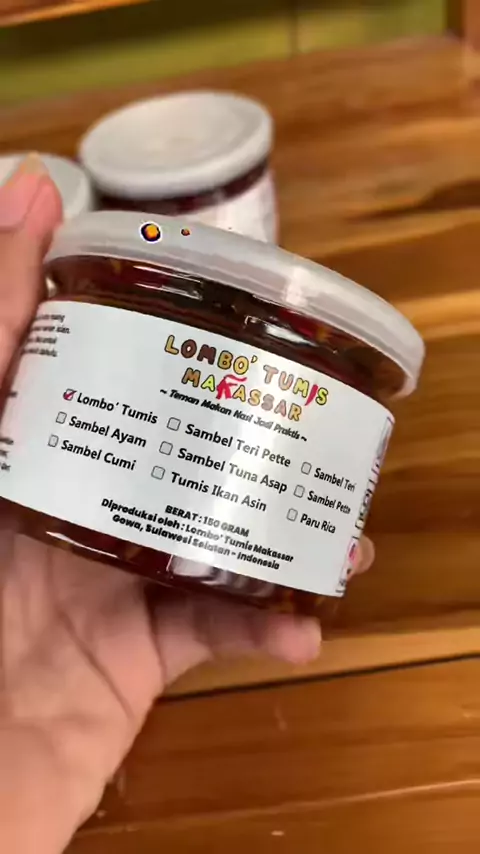 LOMBO' TUMIS
MAKASSAR
~ Teman Makan Nasi Jadi Praktis ~
Lombo' Tumis
Sambel Ayam
Sambel Cumi
Sambel Teri Pette
Sambel Tuna Asap
Tumis Ikan Asin
Sambel Teri
Sambel Pette
Paru Rica
BERAT : 150 GRAM
Diproduksi oleh : Lombo' Tumis Makassar
Gowa, Sulawesi Selatan - Indonesia